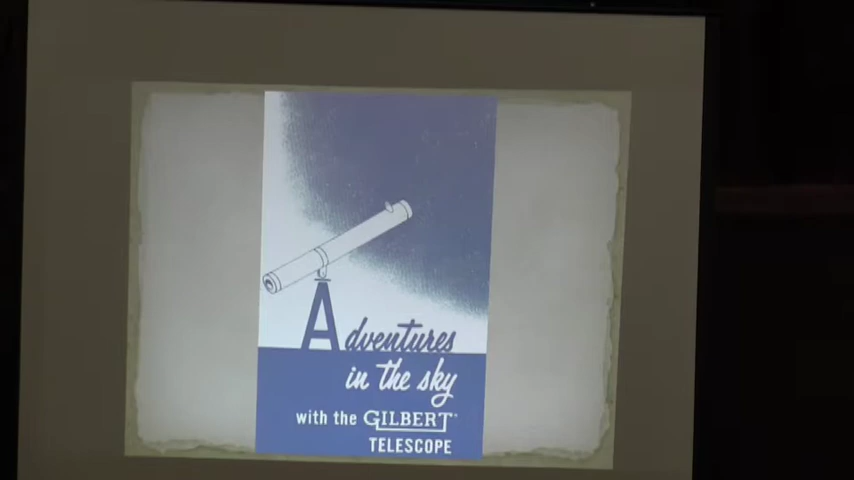 Adventures
in the sky
with the GILBERT
TELESCOPE